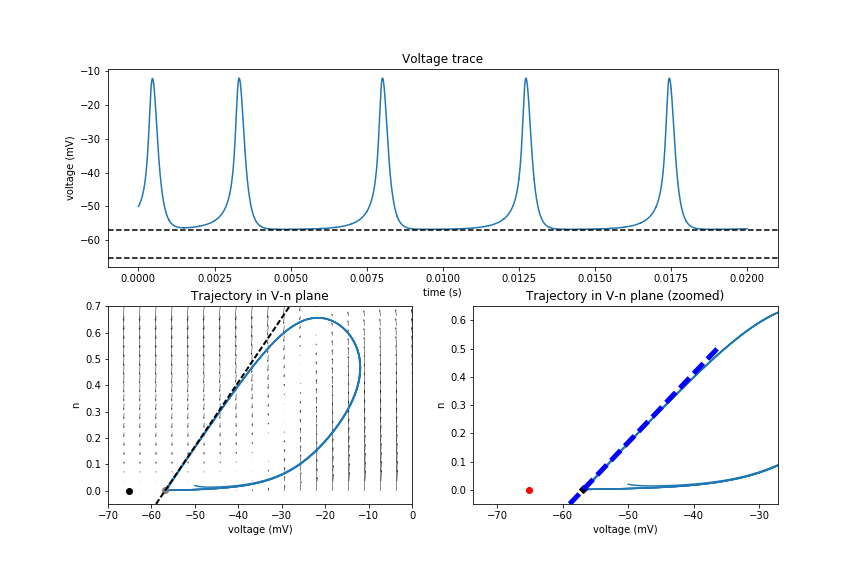 Voltage trace
voltage (mV)
−10
−20
−30
−40
−50
−60
0.0000 0.0025 0.0050 0.0075 0.0100 0.0125 0.0150 0.0175 0.0200
time (s)
Trajectory in V-n plane
n
0.7
0.6
0.5
0.4
0.3
0.2
0.1
0.0
−70 −60 −50 −40 −30 −20 −10 0
voltage (mV)
Trajectory in V-n plane (zoomed)
n
0.6
0.5
0.4
0.3
0.2
0.1
0.0
−70 −60 −50 −40 −30
voltage (mV)